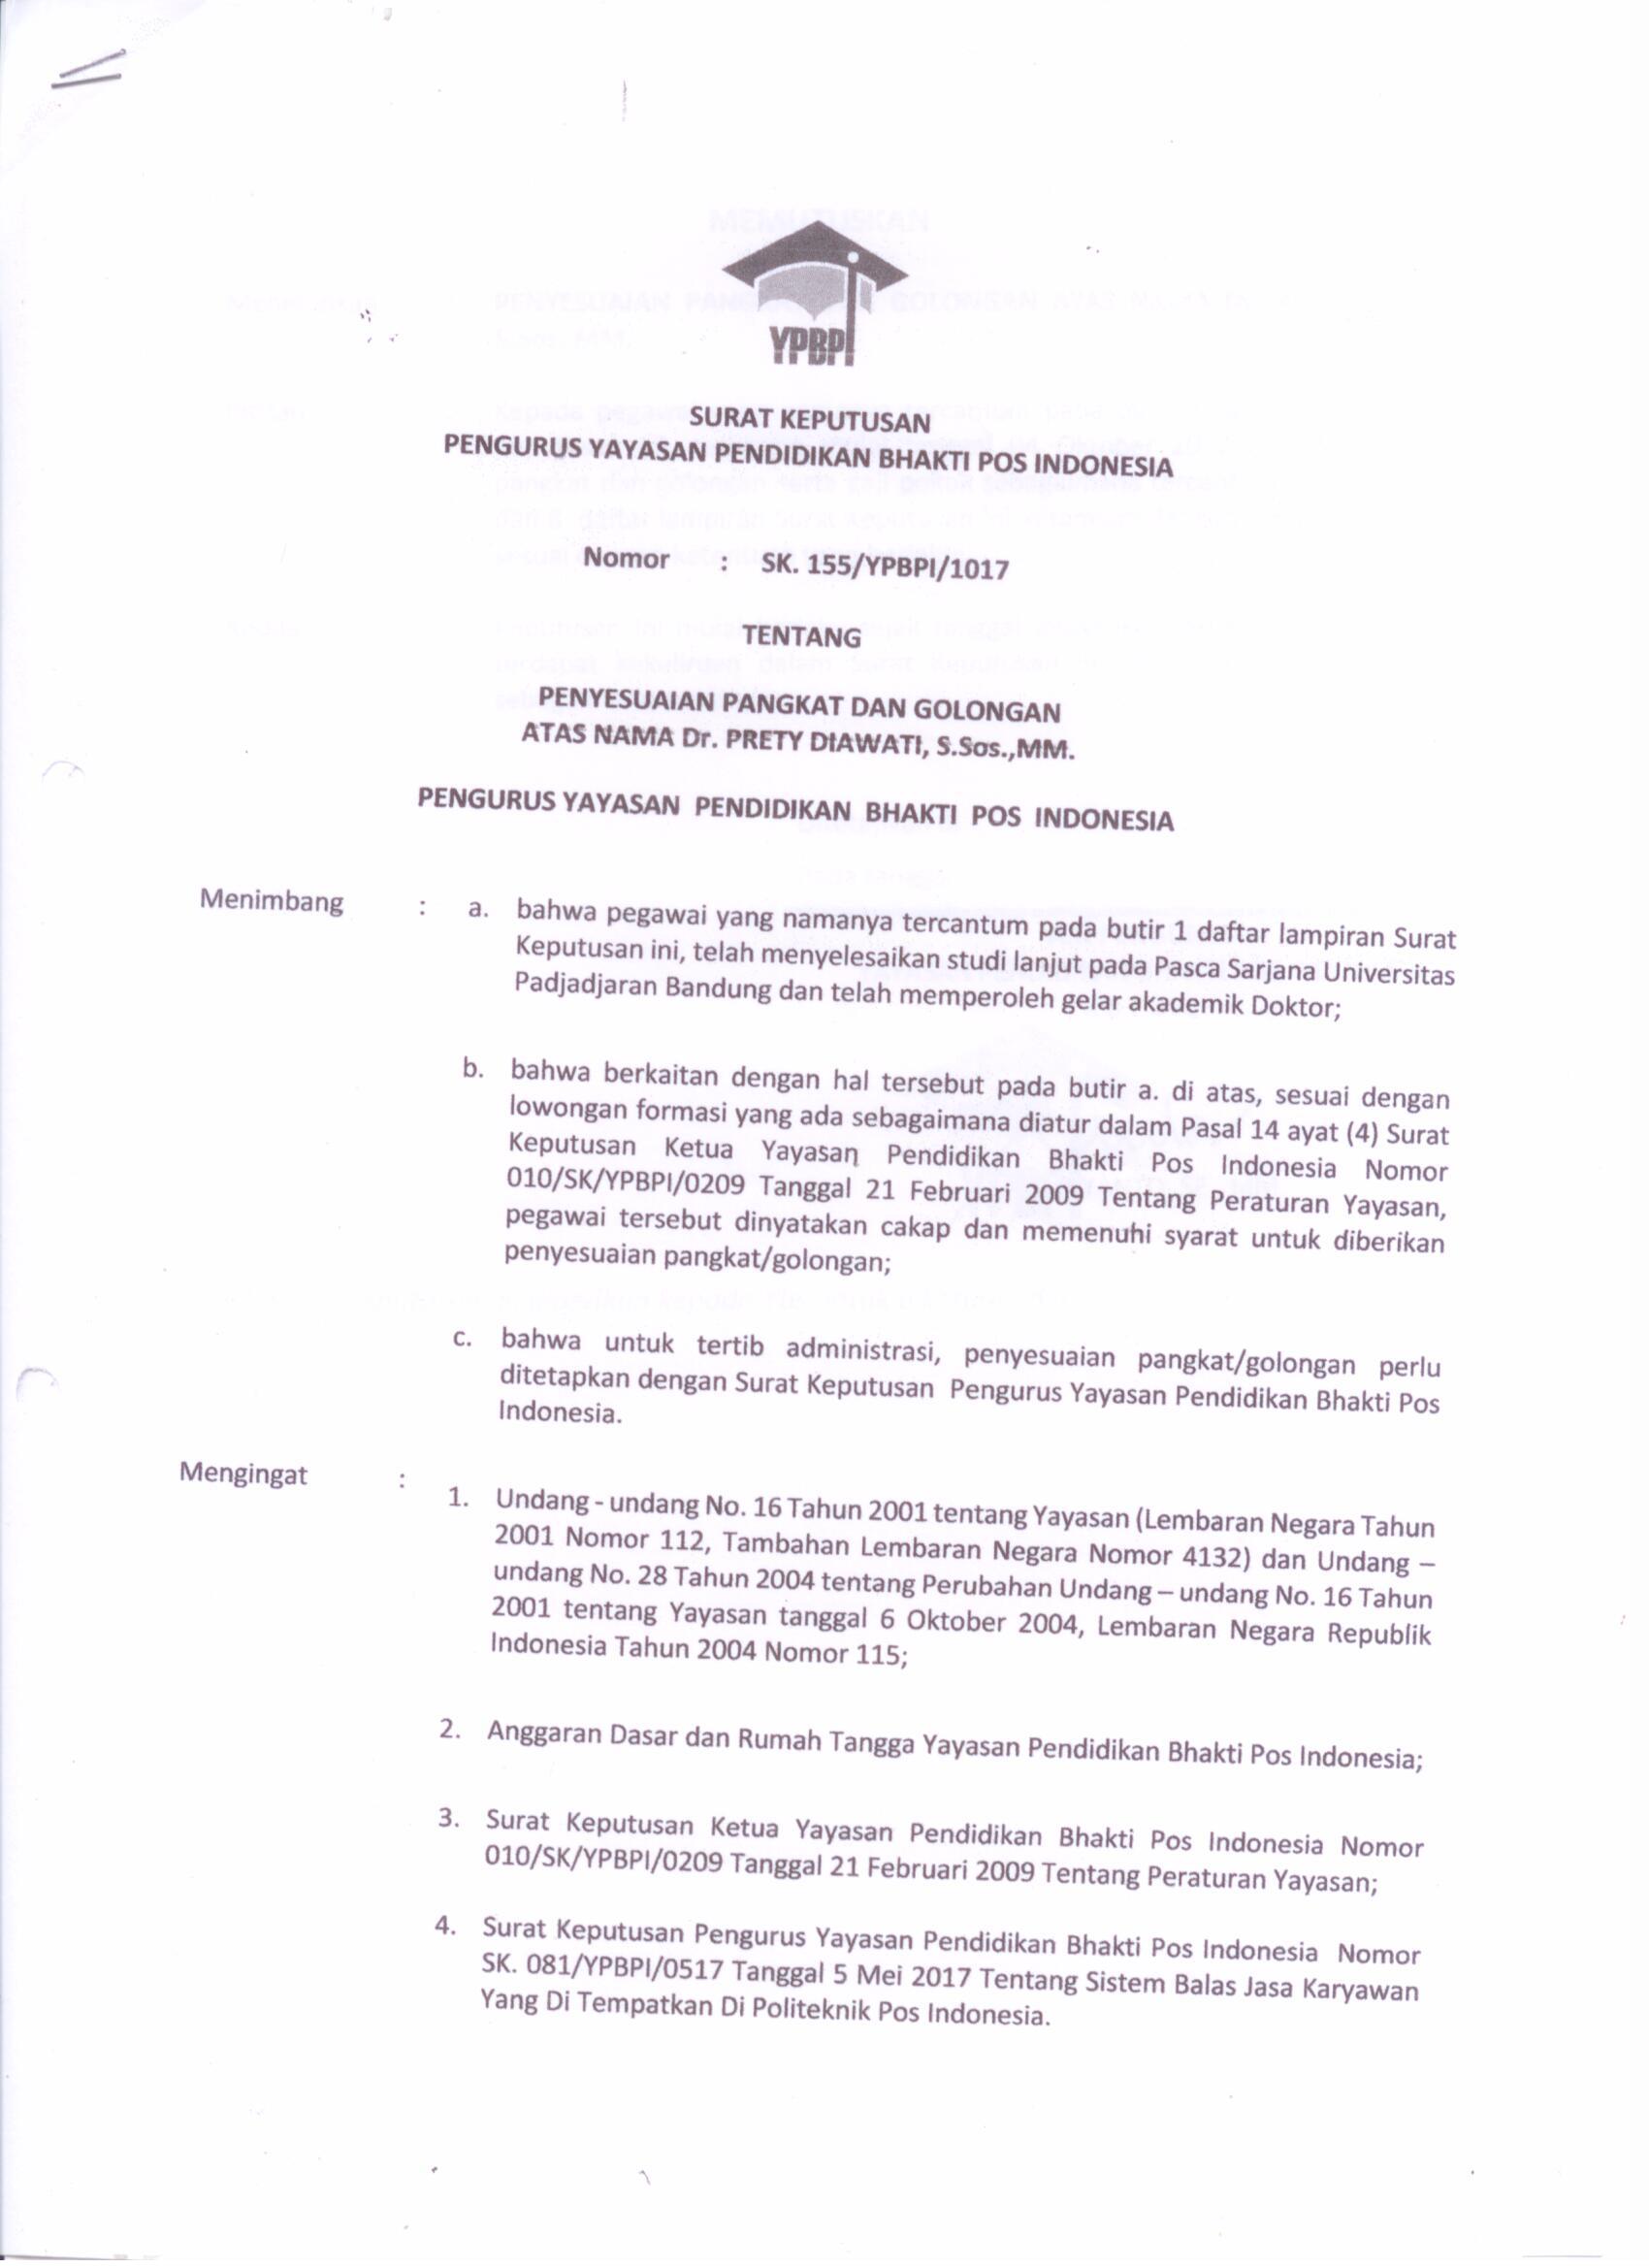 YPBPI
SURAT KEPUTUSAN
PENGURUS YAYASAN PENDIDIKAN BHAKTI POS INDONESIA
Nomor : SK. 155/YPBPI/1017
TENTANG
PENYESUAIAN PANGKAT DAN GOLONGAN
ATAS NAMA Dr. PRETY DIAWATI, S.Sos.,MM.
PENGURUS YAYASAN PENDIDIKAN BHAKTI POS INDONESIA
Menimbang : a. bahwa pegawai yang namanya tercantum pada butir 1 daftar lampiran Surat
Keputusan ini, telah menyelesaikan studi lanjut pada Pasca Sarjana Universitas
Padjadjaran Bandung dan telah memperoleh gelar akademik Doktor;
b. bahwa berkaitan dengan hal tersebut pada butir a. di atas, sesuai dengan
lowongan formasi yang ada sebagaimana diatur dalam Pasal 14 ayat (4) Surat
Keputusan Ketua Yayasan Pendidikan Bhakti Pos Indonesia Nomor
010/SK/YPBPI/0209 Tanggal 21 Februari 2009 Tentang Peraturan Yayasan,
pegawai tersebut dinyatakan cakap dan memenuhi syarat untuk diberikan
penyesuaian pangkat/golongan;
c. bahwa untuk tertib administrasi, penyesuaian pangkat/golongan perlu
ditetapkan dengan Surat Keputusan Pengurus Yayasan Pendidikan Bhakti Pos
Indonesia.
Mengingat :
1. Undang - undang No. 16 Tahun 2001 tentang Yayasan (Lembaran Negara Tahun
2001 Nomor 112, Tambahan Lembaran Negara Nomor 4132) dan Undang –
undang No. 28 Tahun 2004 tentang Perubahan Undang – undang No. 16 Tahun
2001 tentang Yayasan tanggal 6 Oktober 2004, Lembaran Negara Republik
Indonesia Tahun 2004 Nomor 115;
2. Anggaran Dasar dan Rumah Tangga Yayasan Pendidikan Bhakti Pos Indonesia;
3. Surat Keputusan Ketua Yayasan Pendidikan Bhakti Pos Indonesia Nomor
010/SK/YPBPI/0209 Tanggal 21 Februari 2009 Tentang Peraturan Yayasan;
4. Surat Keputusan Pengurus Yayasan Pendidikan Bhakti Pos Indonesia Nomor
SK. 081/YPBPI/0517 Tanggal 5 Mei 2017 Tentang Sistem Balas Jasa Karyawan
Yang Di Tempatkan Di Politeknik Pos Indonesia.